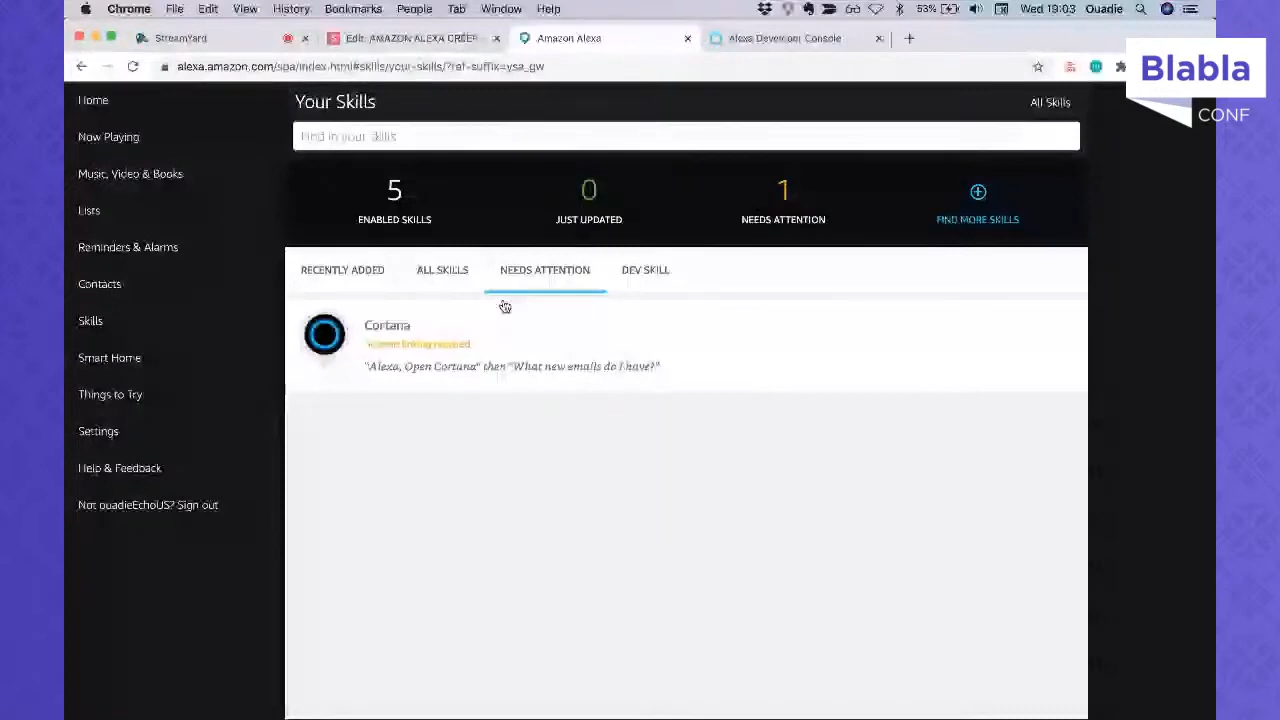 Chrome File Edit View History Bookmarks People Tab Window Help 53% Wed 19:03 Ouadie
StreamYard Edit: AMAZON ALEXA Amazon Alexa Alexa Developer Console
alexa.amazon.com/spa/index.html#skills/your-skills/?ref-suffix=ysa_gw
Blabla
CONF
Home
Now Playing
Music, Video & Books
Lists
Reminders & Alarms
Contacts
Skills
Smart Home
Things to Try
Settings
Help & Feedback
Not ouadieEchoUS? Sign out
Your Skills
All Skills
Find in your skills
5 0 1
ENABLED SKILLS JUST UPDATED NEEDS ATTENTION FIND MORE SKILLS
RECENTLY ADDED ALL SKILLS NEEDS ATTENTION DEV SKILL
Cortana
linking required
"Alexa, Open Cortana" then "What new emails do I have?"